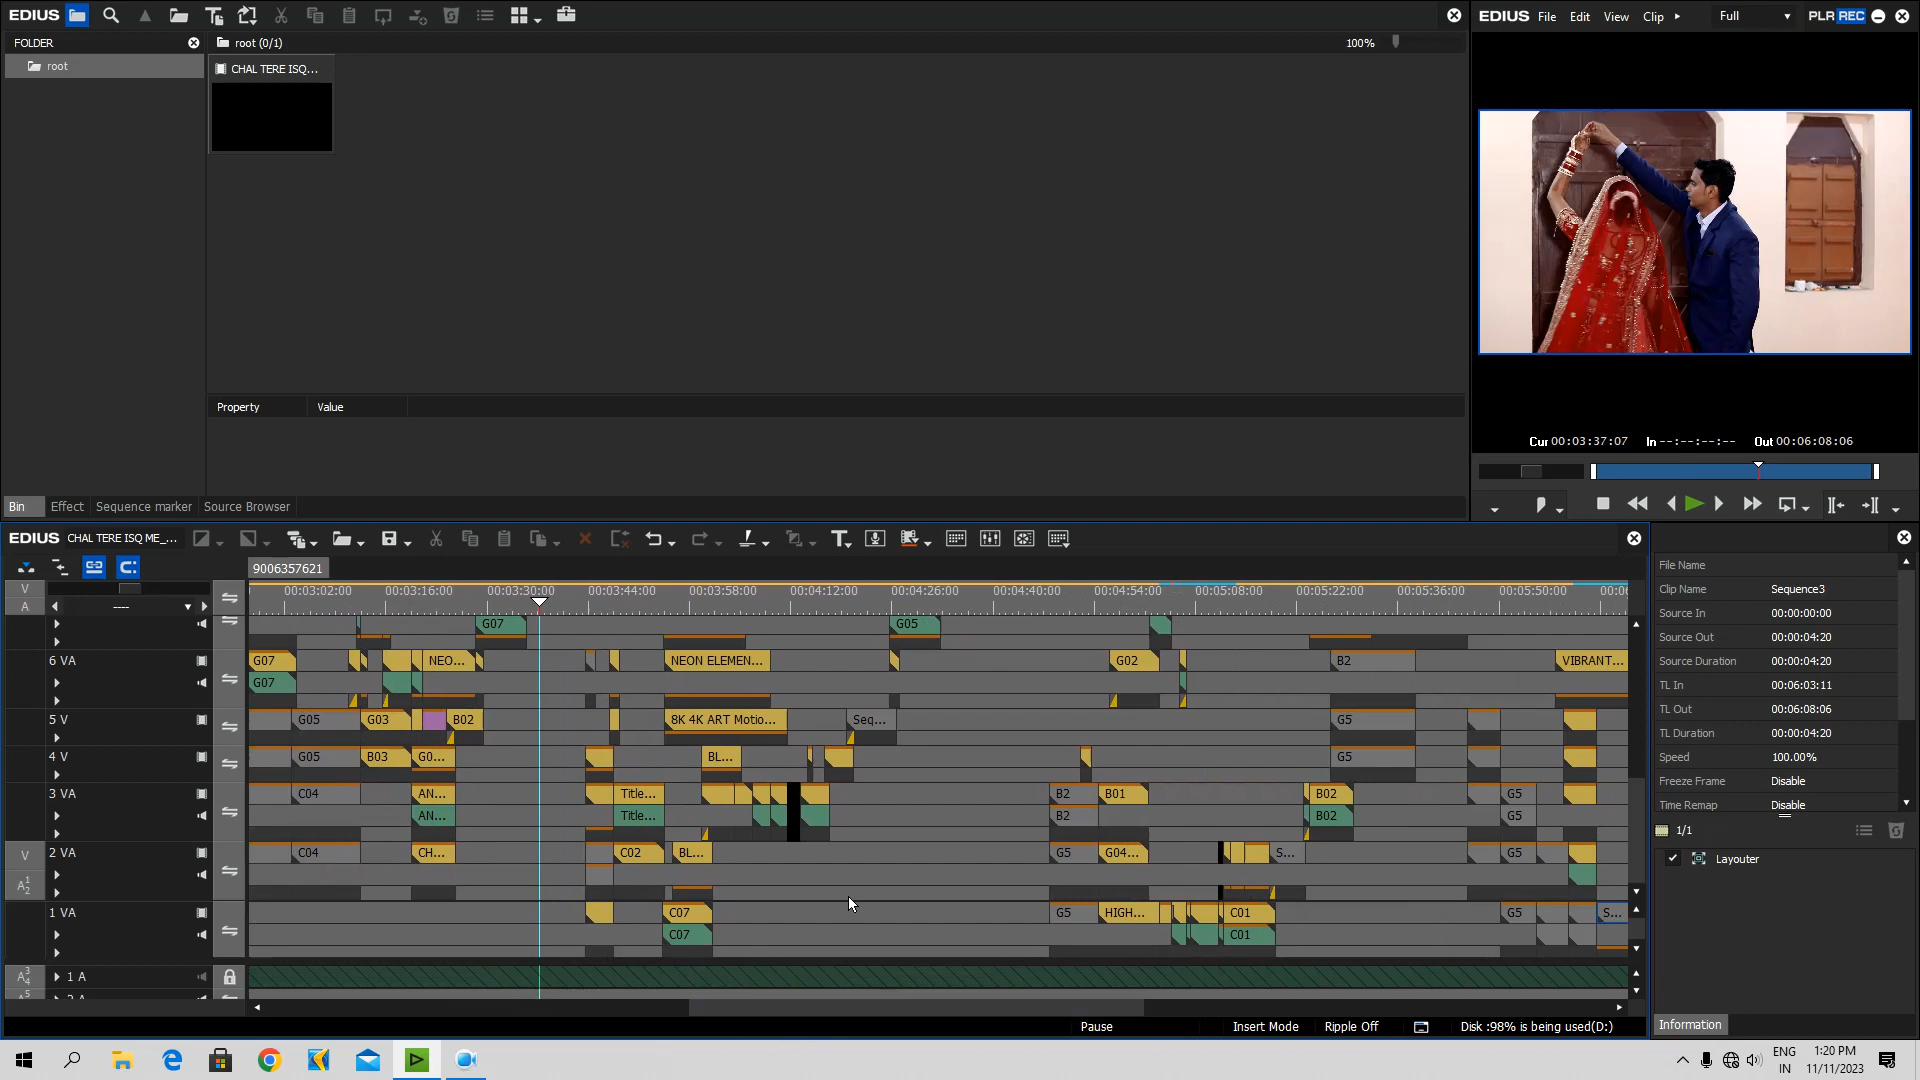 EDIUS
EDIUS File Edit View Clip Full PLR REC
FOLDER root (0/1) 100%
root
CHAL TERE ISQ...
Property Value
Cur 00:03:37:07 In --:--:--:-- Out 00:06:08:06
Bin Effect Sequence marker Source Browser
EDIUS CHAL TERE ISQ ME_...
9006357621
V
A ----
00:03:02:00 00:03:16:00 00:03:30:00 00:03:44:00 00:03:58:00 00:04:12:00 00:04:26:00 00:04:40:00 00:04:54:00 00:05:08:00 00:05:22:00 00:05:36:00 00:05:50:00 00:06
G07 G05
6 VA G07 NEO... NEON ELEMEN... G02 B2 VIBRANT...
G07
5 V G05 G03 B02 8K 4K ART Motio... Seq... G5
4 V G05 B03 G0... BL... G5
3 VA C04 AN... Title... B2 B01 B02 G5
AN... Title... B2 B02 G5
V 2 VA C04 CH... C02 BL... G5 G04... S... G5
A 1 2
1 VA C07 G5 HIGH... C01 G5 S...
C07 C01
A 3 4 1 A
Pause Insert Mode Ripple Off Disk :98% is being used(D:)
File Name
Clip Name Sequence3
Source In 00:00:00:00
Source Out 00:00:04:20
Source Duration 00:00:04:20
TL In 00:06:03:11
TL Out 00:06:08:06
TL Duration 00:00:04:20
Speed 100.00%
Freeze Frame Disable
Time Remap Disable
1/1
Layouter
Information
ENG
IN
1:20 PM
11/11/2023